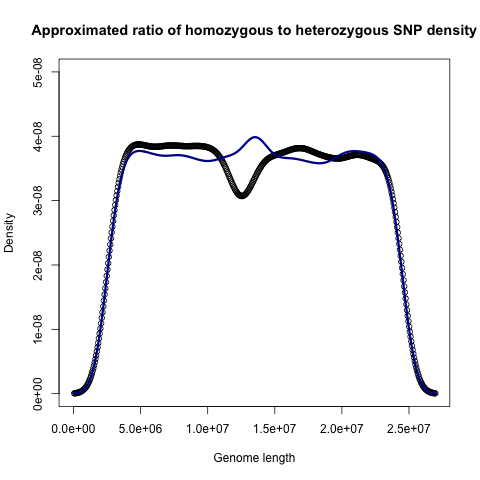 Approximated ratio of homozygous to heterozygous SNP density
5e-08
4e-08
3e-08
2e-08
1e-08
0e+00
Density
0.0e+00 5.0e+06 1.0e+07 1.5e+07 2.0e+07 2.5e+07
Genome length